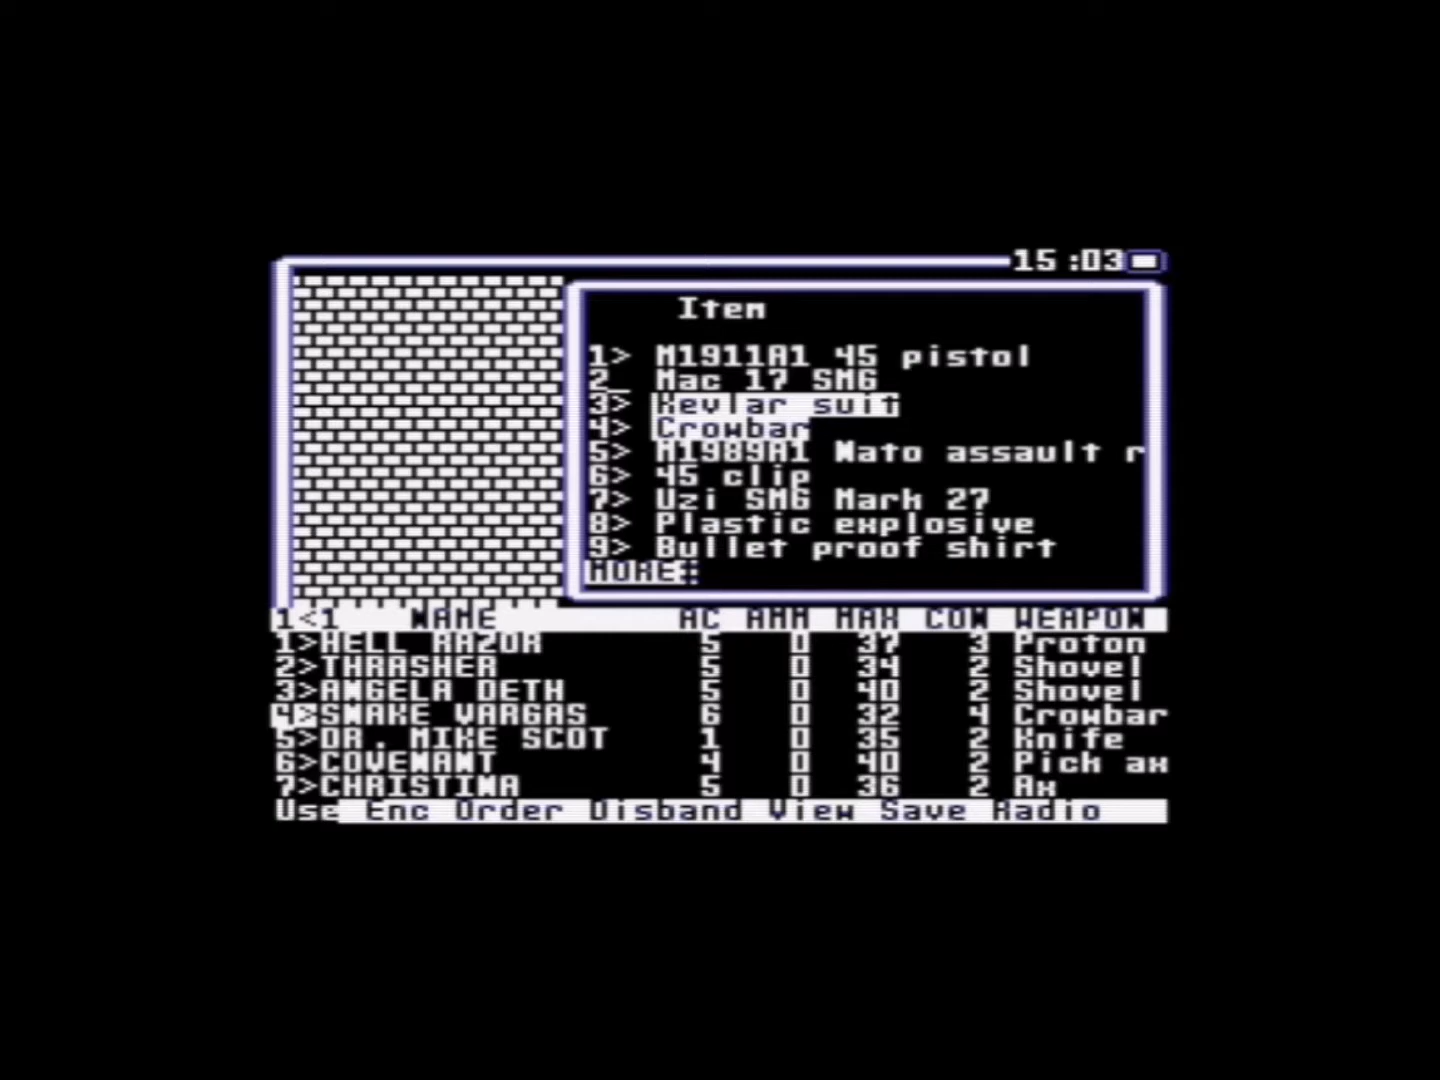 15:03
Item
1> M1911A1 45 pistol
2_ Mac 17 SMG
3> Kevlar suit
4> Crowbar
5> M1989A1 Nato assault r
6> 45 clip
7> Uzi SMG Mark 27
8> Plastic explosive
9> Bullet proof shirt
MORE
1<1 NAME AC AMM MAX CON WEAPON
1>HELL RAZOR 5 0 37 3 Proton
2>THRASHER 5 0 34 2 Shovel
3>ANGELA DETH 5 0 40 2 Shovel
4>SNAKE VARGAS 6 0 32 4 Crowbar
5>DR. MIKE SCOT 1 0 35 2 Knife
6>COVENANT 4 0 40 2 Pick ax
7>CHRISTINA 5 0 36 2 Ax
Use Enc Order Disband View Save Radio